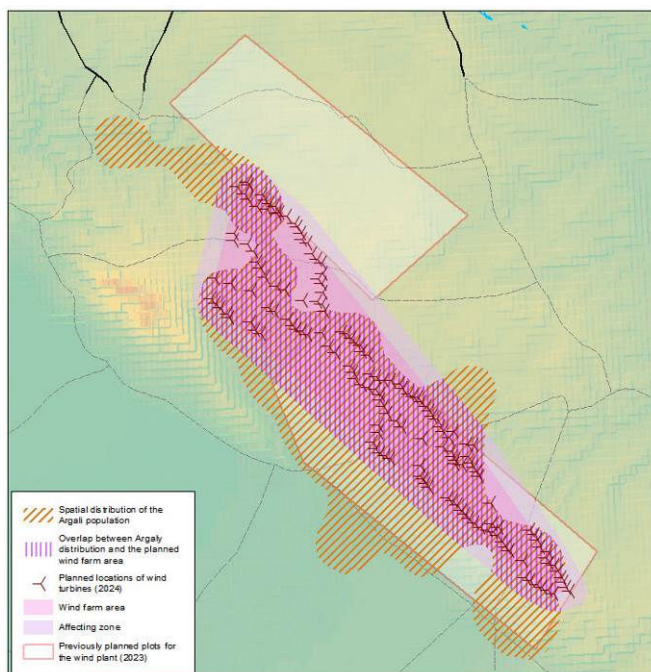 Spatial distribution of the
Argali population
Overlap between Argaly
distribution and the planned
wind farm area
Planned locations of wind
turbines (2024)
Wind farm area
Affecting zone
Previously planned plots for
the wind plant (2023)